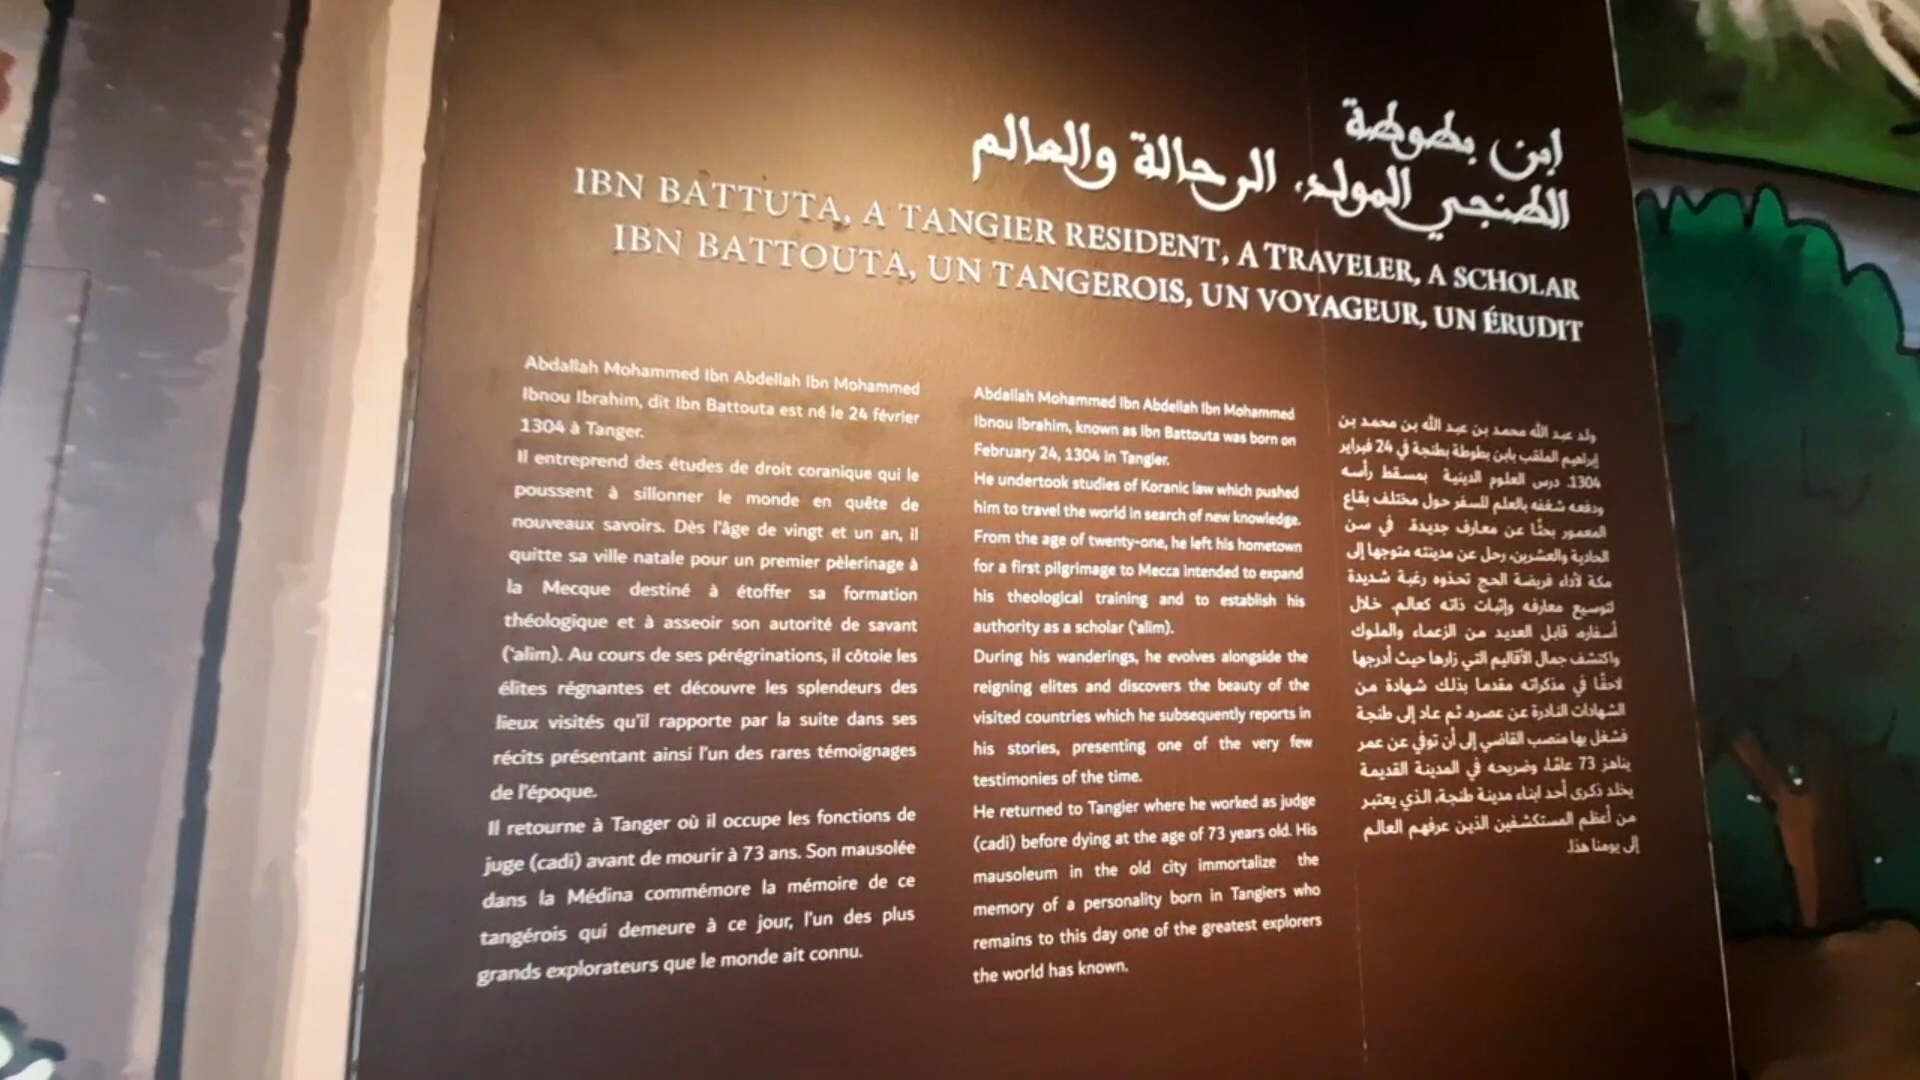 ابن بطوطة
الطنجي المولد، الرحالة والعالم
IBN BATTUTA, A TANGIER RESIDENT, A TRAVELER, A SCHOLAR
IBN BATTOUTA, UN TANGEROIS, UN VOYAGEUR, UN ÉRUDIT
Abdallah Mohammed Ibn Abdellah Ibn Mohammed
Ibnou Ibrahim, dit Ibn Battouta est né le 24 février
1304 à Tanger.
Il entreprend des études de droit coranique qui le
poussent à sillonner le monde en quête de
nouveaux savoirs. Dès l'âge de vingt et un an, il
quitte sa ville natale pour un premier pèlerinage à
la Mecque destiné à étoffer sa formation
théologique et à asseoir son autorité de savant
('alim). Au cours de ses pérégrinations, il côtoie les
élites régnantes et découvre les splendeurs des
lieux visités qu'il rapporte par la suite dans ses
récits présentant ainsi l'un des rares témoignages
de l'époque.
Il retourne à Tanger où il occupe les fonctions de
juge (cadi) avant de mourir à 73 ans. Son mausolée
dans la Médina commémore la mémoire de ce
tangérois qui demeure à ce jour, l'un des plus
grands explorateurs que le monde ait connu.
Abdallah Mohammed Ibn Abdellah Ibn Mohammed
Ibnou Ibrahim, known as Ibn Battouta was born on
February 24, 1304 in Tangier.
He undertook studies of Koranic law which pushed
him to travel the world in search of new knowledge.
From the age of twenty-one, he left his hometown
for a first pilgrimage to Mecca intended to expand
his theological training and to establish his
authority as a scholar ('alim).
During his wanderings, he evolves alongside the
reigning elites and discovers the beauty of the
visited countries which he subsequently reports in
his stories, presenting one of the very few
testimonies of the time.
He returned to Tangier where he worked as judge
(cadi) before dying at the age of 73 years old. His
mausoleum in the old city immortalize the
memory of a personality born in Tangiers who
remains to this day one of the greatest explorers
the world has known.
ولد عبد الله محمد بن عبد الله بن محمد بن
إبراهيم الملقب بابن بطوطة بطنجة في 24 فبراير
1304. درس العلوم الدينية بمسقط رأسه
ودفعه شغفه بالعلم للسفر حول مختلف بقاع
المعمور بحثًا عن معارف جديدة. في سن
الحادية والعشرين، رحل عن مدينته متوجها إلى
مكة لأداء فريضة الحج تحذوه رغبة شديدة
لتوسيع معارفه وإثبات ذاته كعالم. خلال
أسفاره، قابل العديد من الزعماء والملوك
واكتشف جمال الأقاليم التي زارها حيث أدرجها
لاحقًا في مذكراته مقدما بذلك شهادة من
الشهادات النادرة عن عصره. ثم عاد إلى طنجة
فشغل بها منصب القاضي إلى أن توفي عن عمر
يناهز 73 عامًا، وضريحه في المدينة القديمة
يخلد ذكرى أحد ابناء مدينة طنجة، الذي يعتبر
من أعظم المستكشفين الذين عرفهم العالم
إلى يومنا هذا.